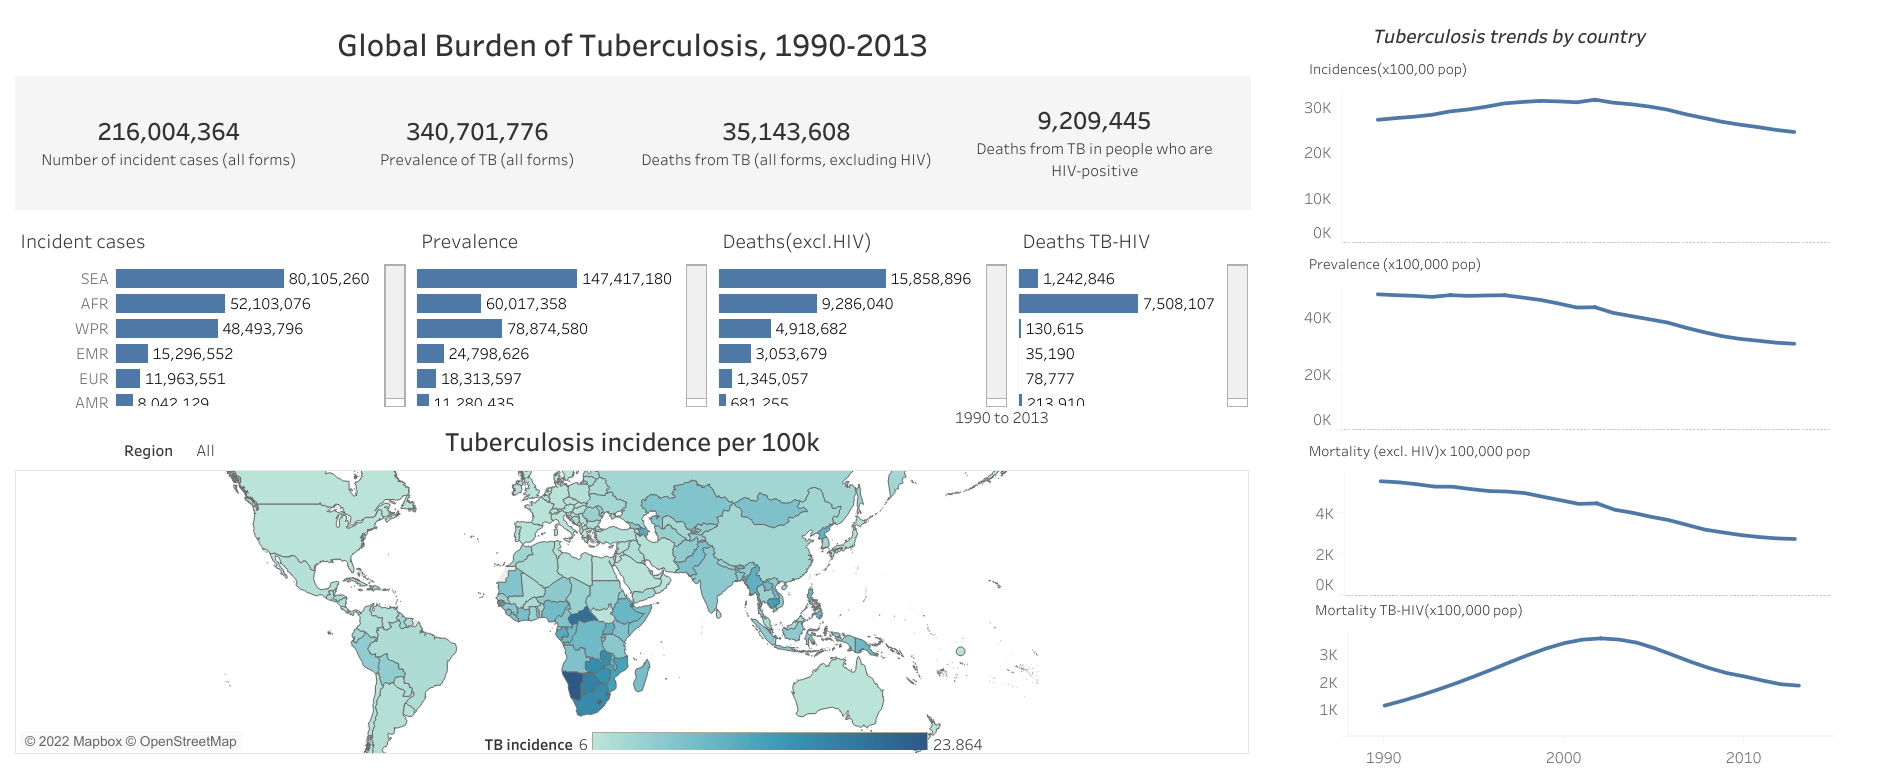 Global Burden of Tuberculosis, 1990-2013
216,004,364
Number of incident cases (all forms)
340,701,776
Prevalence of TB (all forms)
35,143,608
Deaths from TB (all forms, excluding HIV)
9,209,445
Deaths from TB in people who are
HIV-positive
Incident cases
SEA 80,105,260
AFR 52,103,076
WPR 48,493,796
EMR 15,296,552
EUR 11,963,551
AMR 8,042,129
Prevalence
147,417,180
60,017,358
78,874,580
24,798,626
18,313,597
11,280,435
Deaths(excl.HIV)
15,858,896
9,286,040
4,918,682
3,053,679
1,345,057
681,255
Deaths TB-HIV
1,242,846
7,508,107
130,615
35,190
78,777
213,910
1990 to 2013
Region All
Tuberculosis incidence per 100k
© 2022 Mapbox © OpenStreetMap
TB incidence 6 23,864
Tuberculosis trends by country
Incidences(x100,00 pop)
30K
20K
10K
0K
Prevalence (x100,000 pop)
40K
20K
0K
Mortality (excl. HIV)x 100,000 pop
4K
2K
0K
Mortality TB-HIV(x100,000 pop)
3K
2K
1K
1990 2000 2010